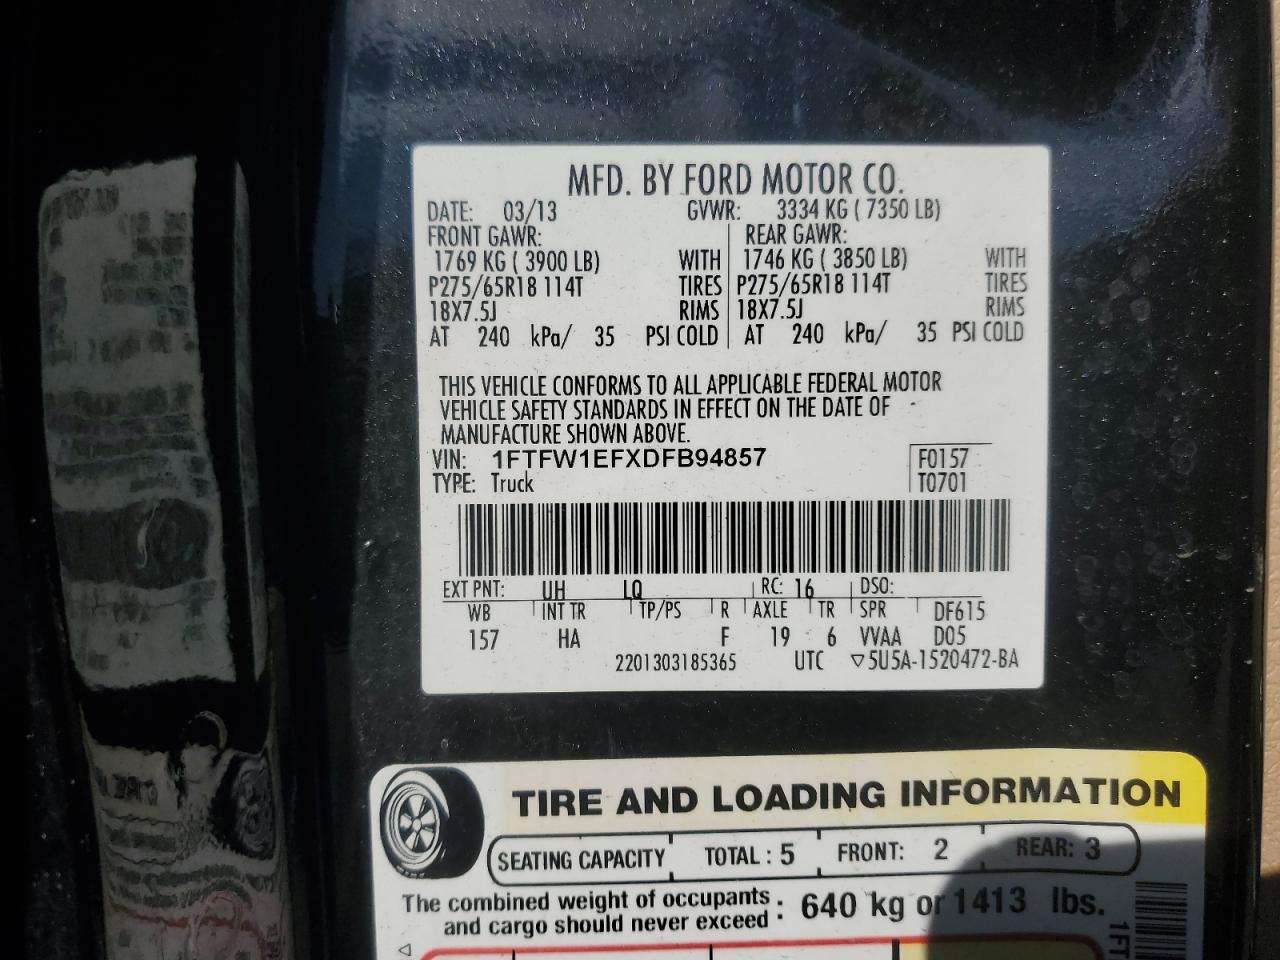 MFD. BY FORD MOTOR CO.
DATE: 03/13 GVWR: 3334 KG ( 7350 LB)
FRONT GAWR: REAR GAWR:
1769 KG ( 3900 LB) WITH 1746 KG ( 3850 LB) WITH
P275/65R18 114T TIRES P275/65R18 114T TIRES
18X7.5J RIMS 18X7.5J RIMS
AT 240 kPa/ 35 PSI COLD AT 240 kPa/ 35 PSI COLD
THIS VEHICLE CONFORMS TO ALL APPLICABLE FEDERAL MOTOR
VEHICLE SAFETY STANDARDS IN EFFECT ON THE DATE OF
MANUFACTURE SHOWN ABOVE.
VIN: 1FTFW1EFXDFB94857 F0157
TYPE: Truck T0701
EXT PNT: UH LQ RC: 16 DSO:
WB INT TR TP/PS R AXLE TR SPR DF615
157 HA F 19 6 VVAA D05
2201303185365 UTC ▽5U5A-1520472-BA
TIRE AND LOADING INFORMATION
SEATING CAPACITY TOTAL : 5 FRONT: 2 REAR: 3
The combined weight of occupants
and cargo should never exceed : 640 kg or 1413 lbs.
1FT